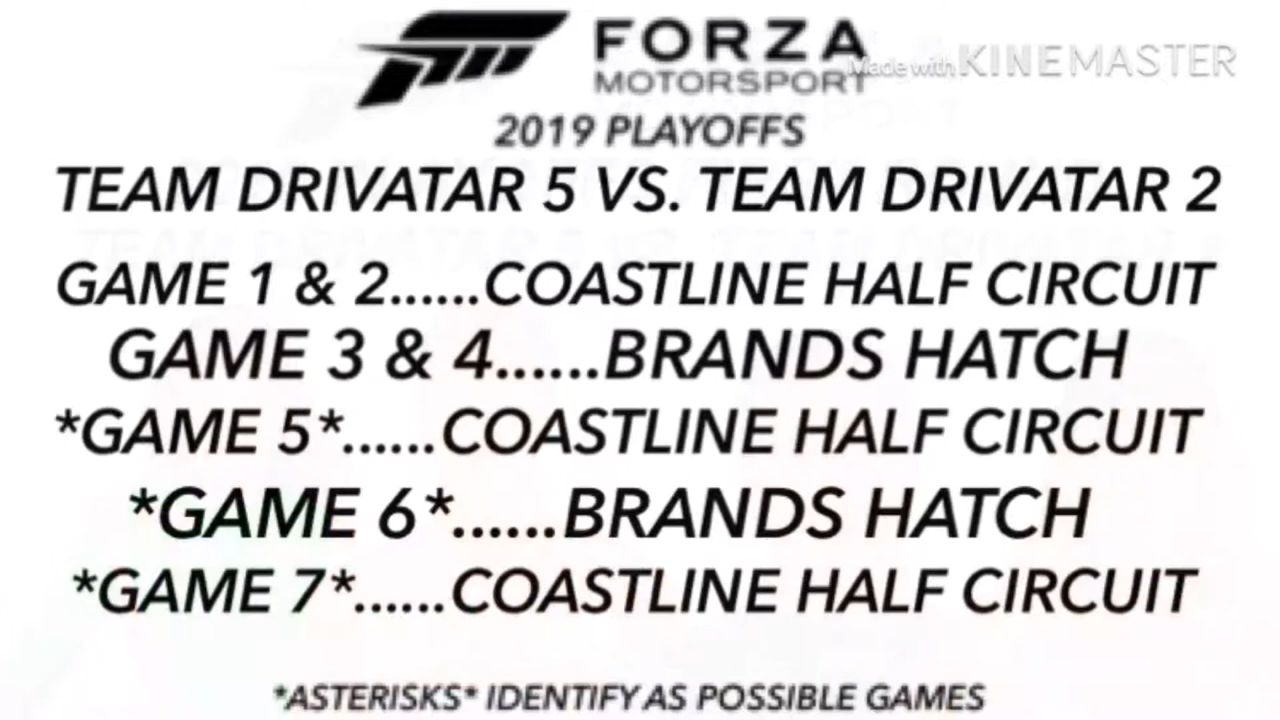 FORZA
MOTORSPORT
Made with KINEMASTER
2019 PLAYOFFS
TEAM DRIVATAR 5 VS. TEAM DRIVATAR 2
GAME 1 & 2......COASTLINE HALF CIRCUIT
GAME 3 & 4......BRANDS HATCH
*GAME 5*......COASTLINE HALF CIRCUIT
*GAME 6*......BRANDS HATCH
*GAME 7*......COASTLINE HALF CIRCUIT
*ASTERISKS* IDENTIFY AS POSSIBLE GAMES